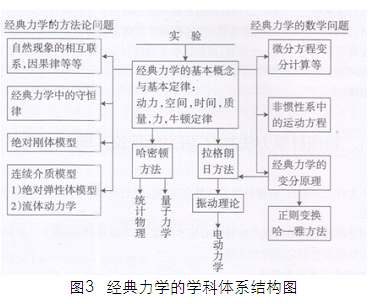 经典力学的方法论问题
自然现象的相互联
系,因果律等等
经典力学中的守恒
律
绝对刚体模型
连续介质模型
1)绝对弹性体模型
2)流体动力学
实 验
经典力学的基本概念
与基本定律:
动力,空间,时间,质
量,力,牛顿定律
哈密顿
方法
拉格朗
日方法
统计物理
量子力学
振动理论
电动力学
经典力学的数学问题
微分方程变
分计算等
非惯性系中
的运动方程
经典力学的
变分原理
正则变换
哈—雅方法
图3 经典力学的学科体系结构图